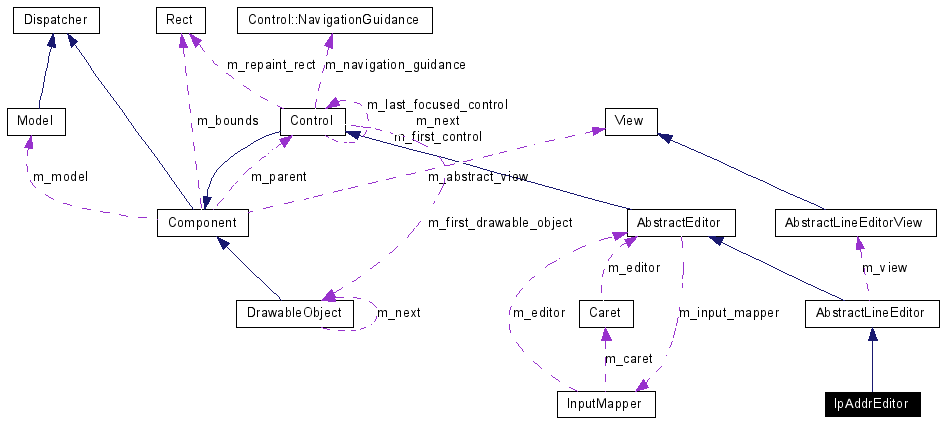 Dispatcher
Rect
Control::NavigationGuidance
m_repaint_rect
m_navigation_guidance
Model
m_bounds
Control
m_last_focused_control
m_next
m_first_control
View
m_model
m_parent
m_abstract_view
Component
m_first_drawable_object
AbstractEditor
AbstractLineEditorView
m_editor
m_view
DrawableObject
m_next
m_editor
Caret
m_input_mapper
AbstractLineEditor
m_caret
InputMapper
IpAddrEditor